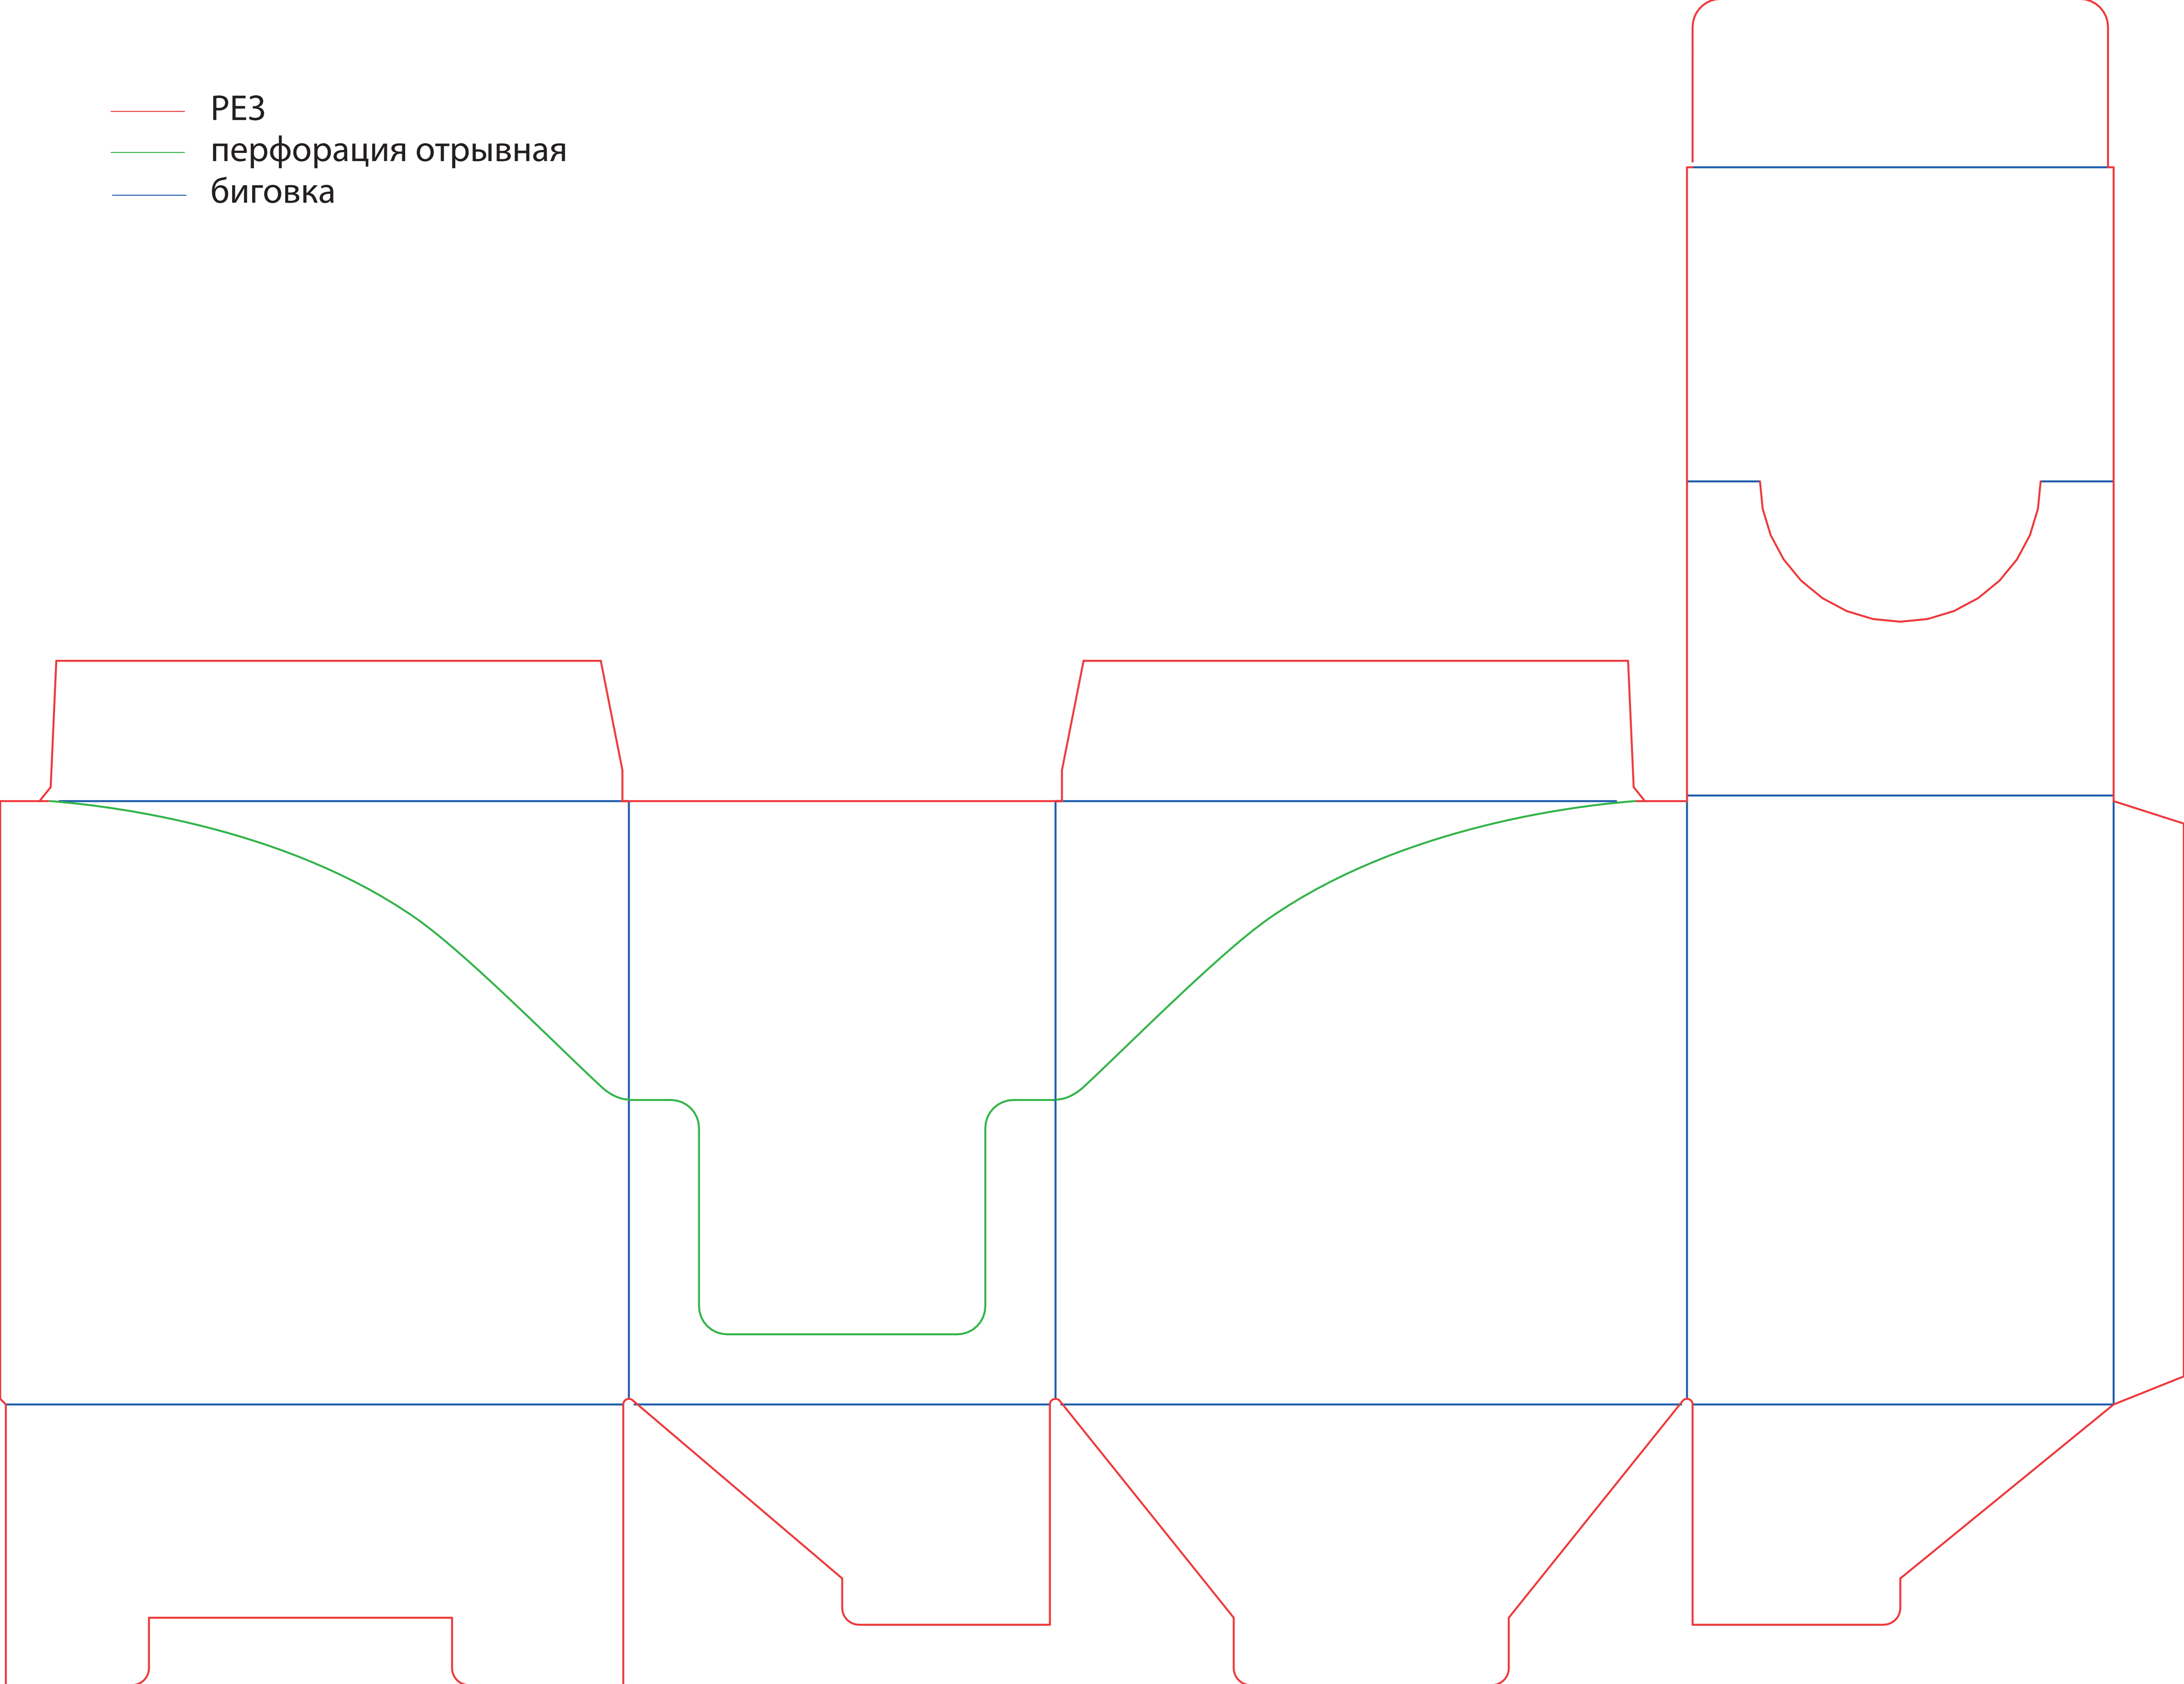 РЕЗ
перфорация отрывная
биговка